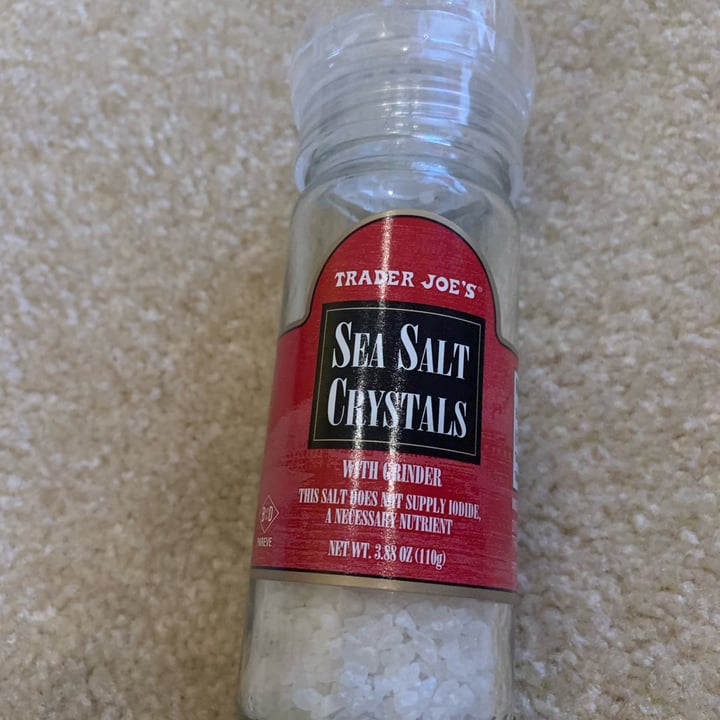 TRADER JOE'S®
SEA SALT
CRYSTALS
WITH GRINDER
THIS SALT DOES NOT SUPPLY IODIDE,
A NECESSARY NUTRIENT
NET WT. 3.88 OZ (110g)
PAREVE